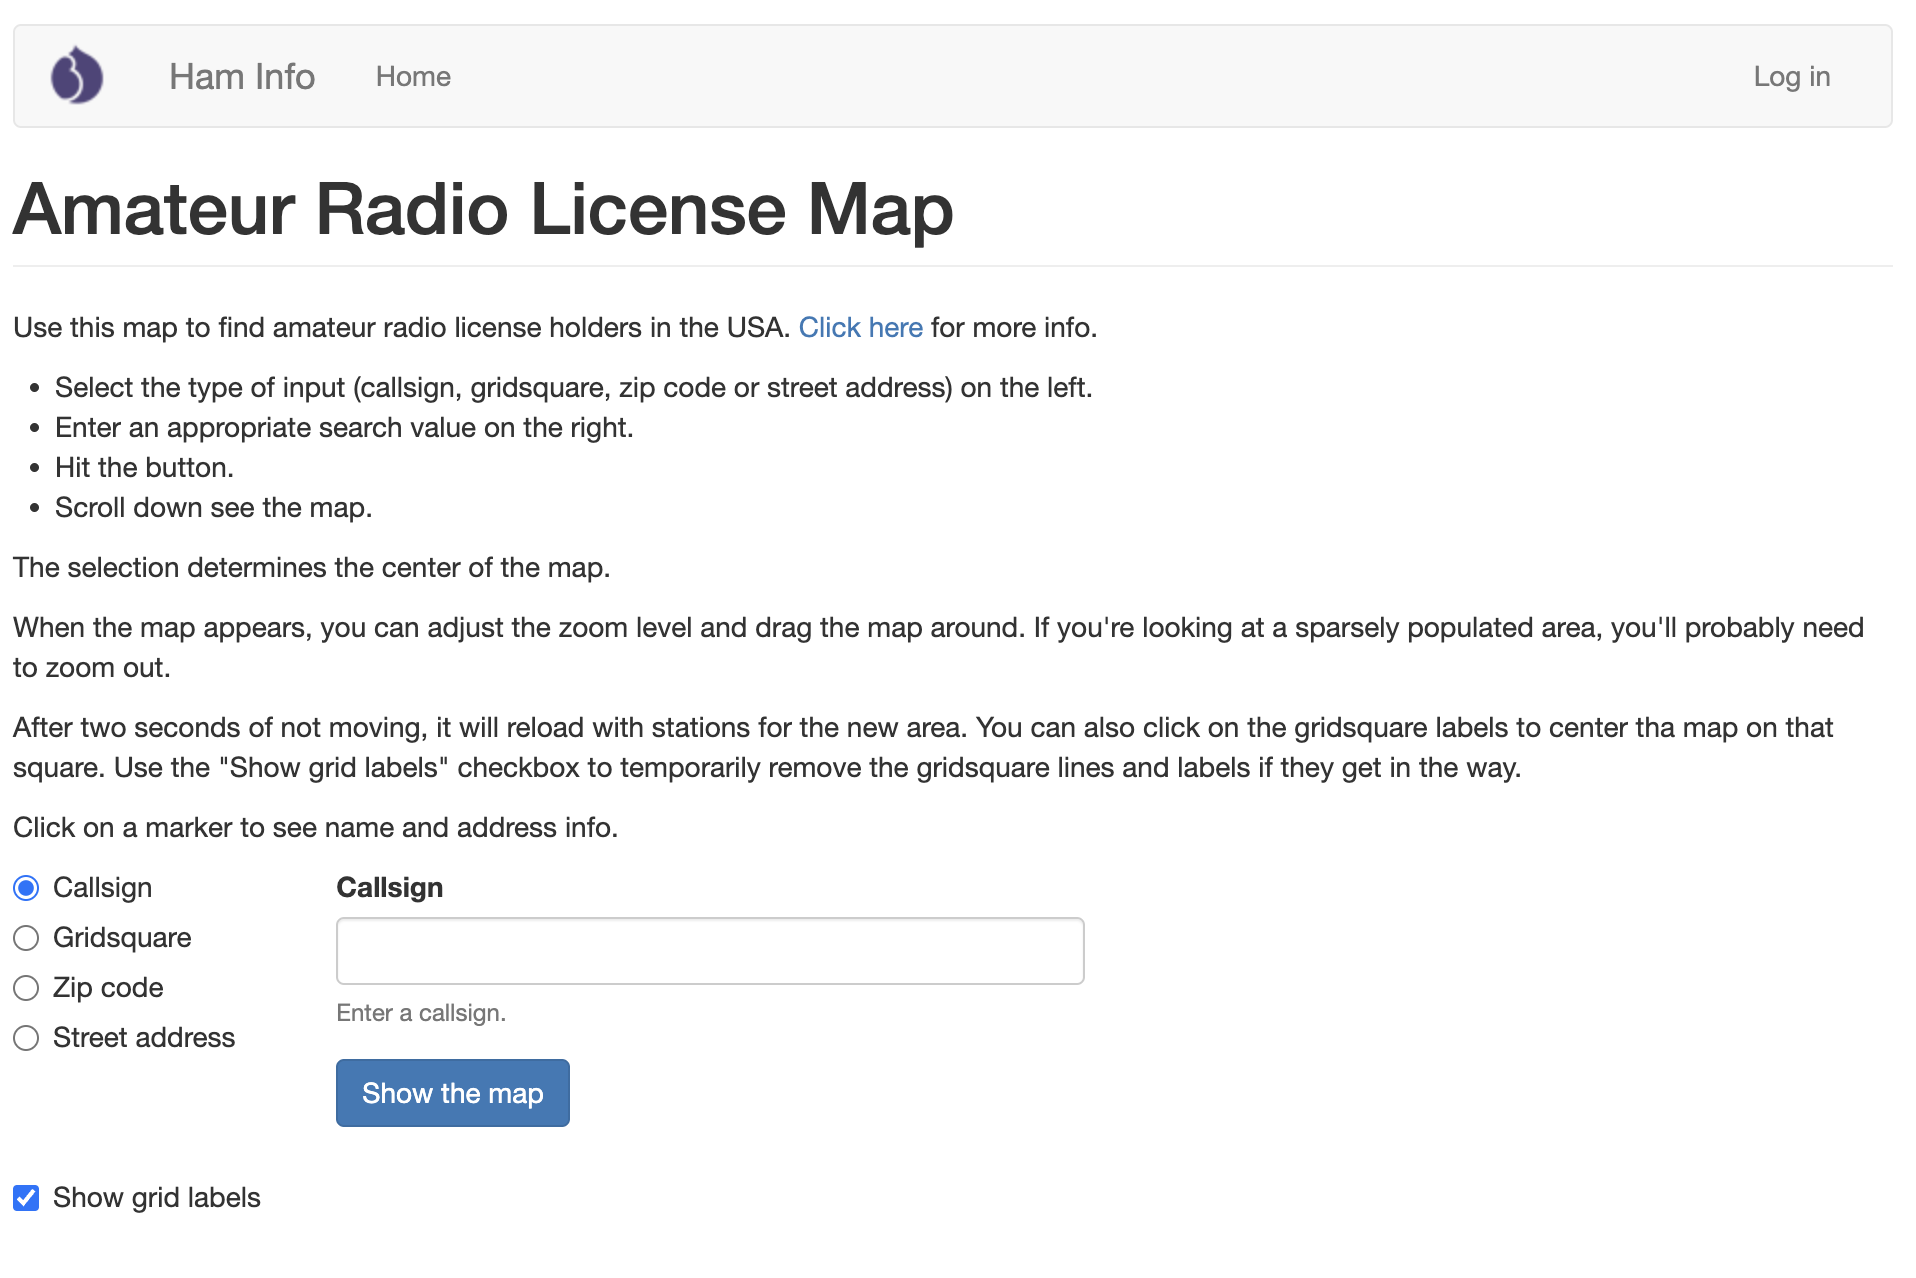 Ham Info
Home
Log in
Amateur Radio License Map
Use this map to find amateur radio license holders in the USA. Click here for more info.
• Select the type of input (callsign, gridsquare, zip code or street address) on the left.
• Enter an appropriate search value on the right.
• Hit the button.
• Scroll down see the map.
The selection determines the center of the map.
When the map appears, you can adjust the zoom level and drag the map around. If you're looking at a sparsely populated area, you'll probably need
to zoom out.
After two seconds of not moving, it will reload with stations for the new area. You can also click on the gridsquare labels to center tha map on that
square. Use the "Show grid labels" checkbox to temporarily remove the gridsquare lines and labels if they get in the way.
Click on a marker to see name and address info.
Callsign
Gridsquare
Zip code
Street address
Callsign
Enter a callsign.
Show the map
Show grid labels